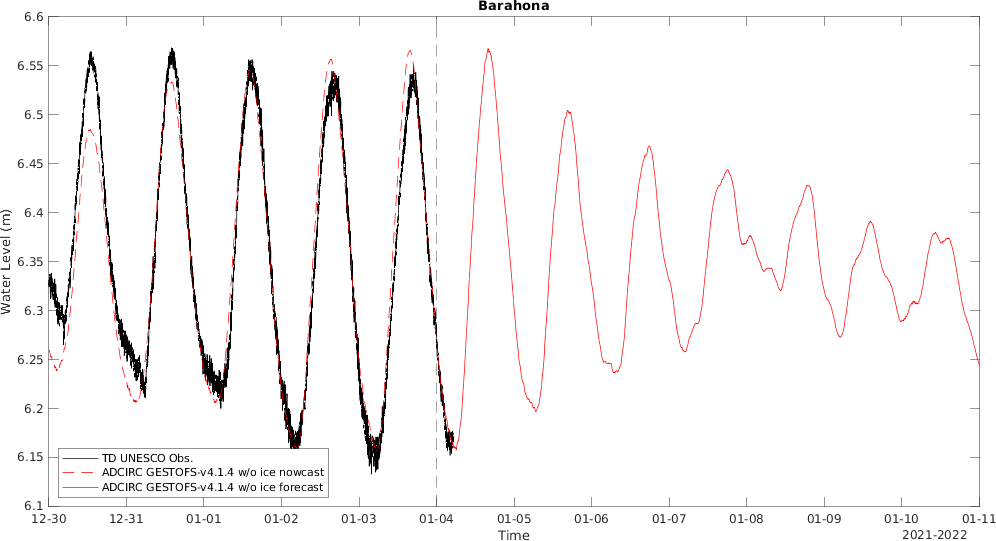 Barahona
6.6
6.55
6.5
6.45
6.4
6.35
6.3
6.25
6.2
6.15
6.1
Water Level (m)
TD UNESCO Obs.
ADCIRC GESTOFS-v4.1.4 w/o ice nowcast
ADCIRC GESTOFS-v4.1.4 w/o ice forecast
12-30 12-31 01-01 01-02 01-03 01-04 01-05 01-06 01-07 01-08 01-09 01-10 01-11
Time
2021-2022